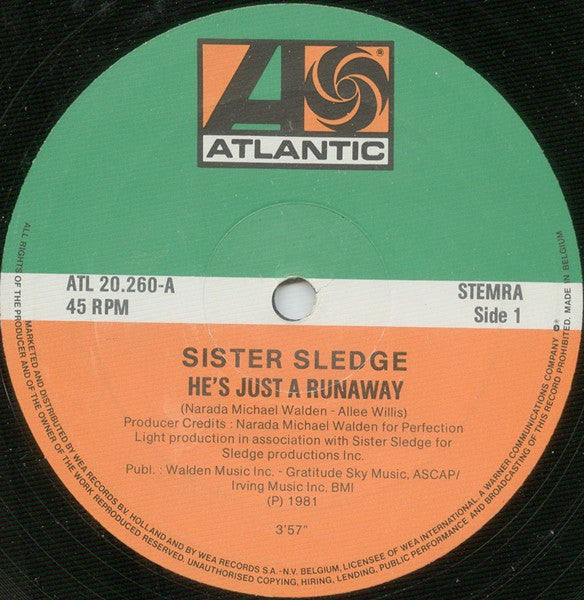 ®
ATLANTIC
ATL 20.260-A
45 RPM
STEMRA
Side 1
SISTER SLEDGE
HE'S JUST A RUNAWAY
(Narada Michael Walden - Allee Willis)
Producer Credits : Narada Michael Walden for Perfection
Light production in association with Sister Sledge for
Sledge productions Inc.
Publ. : Walden Music Inc. - Gratitude Sky Music, ASCAP/
Irving Music Inc. BMI
(P) 1981
3'57"
MARKETED AND DISTRIBUTED BY WEA RECORDS BV. HOLLAND AND BY WEA RECORDS S.A. - N.V. BELGIUM, LICENSEE OF WEA INTERNATIONAL. A WARNER COMMUNICATIONS COMPANY
ALL RIGHTS OF THE PRODUCER AND OF THE OWNER OF THE WORK REPRODUCED RESERVED. UNAUTHORISED COPYING, HIRING, LENDING, PUBLIC PERFORMANCE AND BROADCASTING OF THIS RECORD PROHIBITED. MADE IN BELGIUM